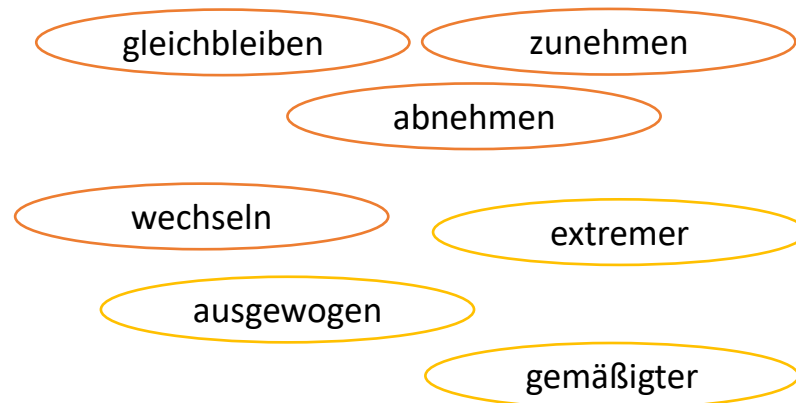 gleichbleiben
zunehmen
abnehmen
wechseln
extremer
ausgewogen
gemäßigter